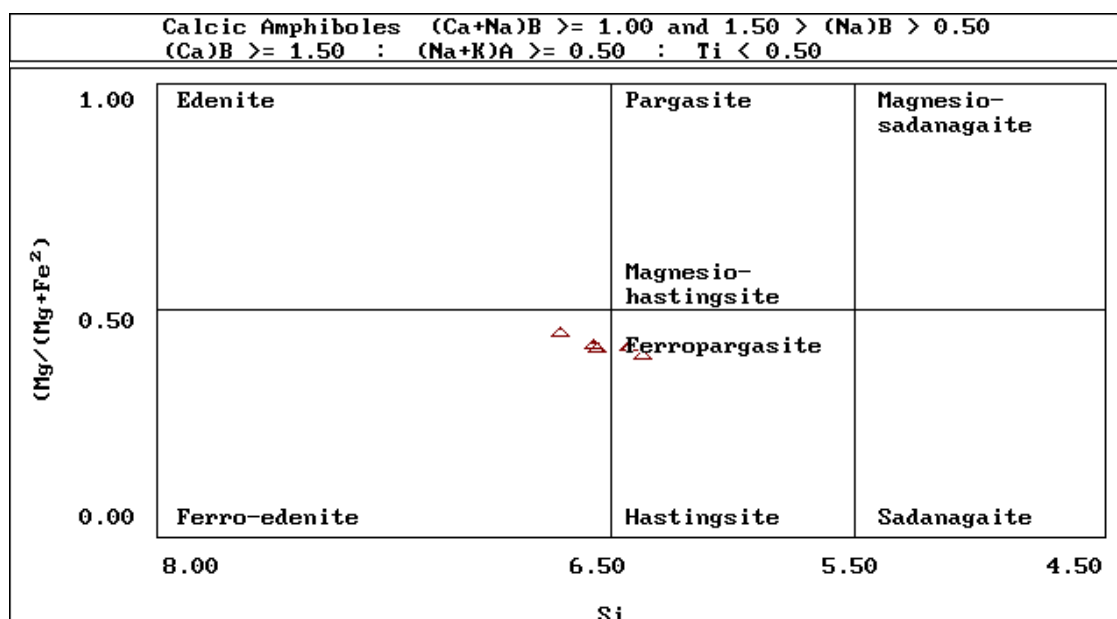 Calcic Amphiboles (Ca+Na)B >= 1.00 and 1.50 > (Na)B > 0.50
(Ca)B >= 1.50 : (Na+K)A >= 0.50 : Ti < 0.50
1.00
Edenite
Pargasite
Magnesio-
sadanagaite
(Mg/(Mg+Fe²)
Magnesio-
hastingsite
0.50
Ferropargasite
0.00
Ferro-edenite
Hastingsite
Sadanagaite
8.00
6.50
5.50
4.50
Si